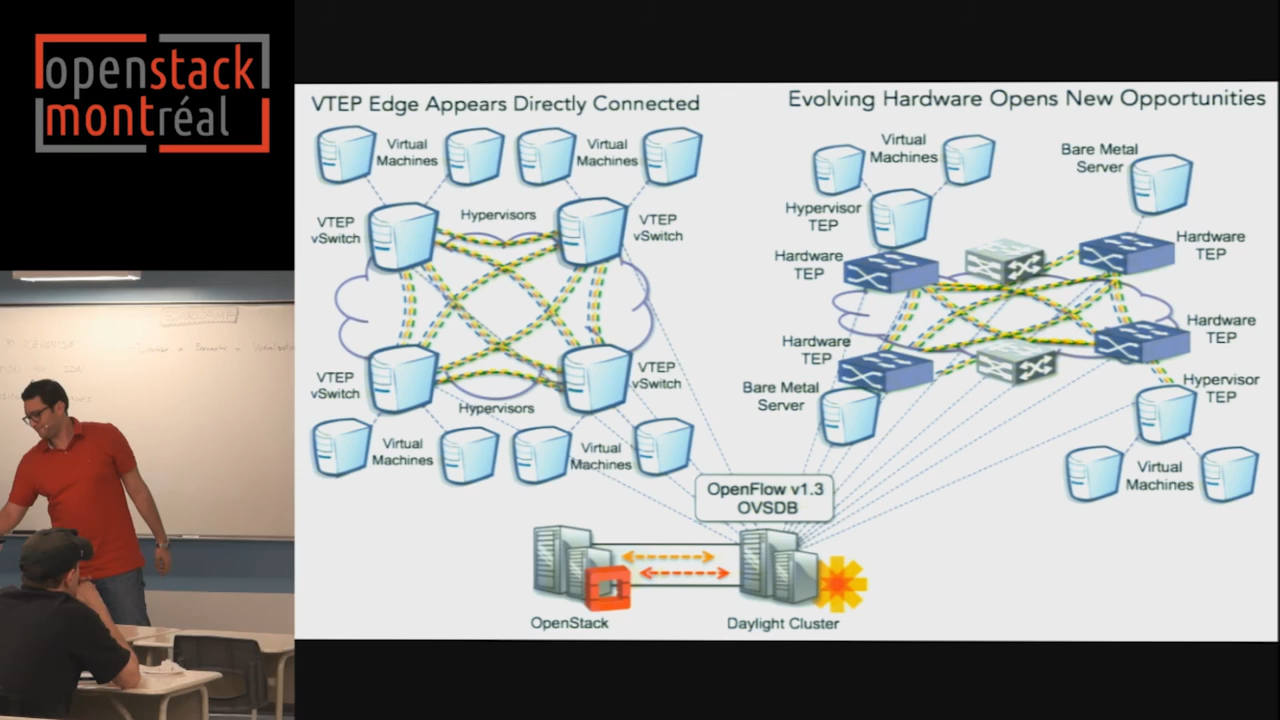 openstack
montréal
VTEP Edge Appears Directly Connected
Virtual
Machines
Virtual
Machines
VTEP
vSwitch
Hypervisors
VTEP
vSwitch
VTEP
vSwitch
Hypervisors
VTEP
vSwitch
Virtual
Machines
Virtual
Machines
Evolving Hardware Opens New Opportunities
Virtual
Machines
Bare Metal
Server
Hypervisor
TEP
Hardware
TEP
Hardware
TEP
Hardware
TEP
Hardware
TEP
Bare Metal
Server
Hypervisor
TEP
Virtual
Machines
OpenFlow v1.3
OVSDB
OpenStack
Daylight Cluster